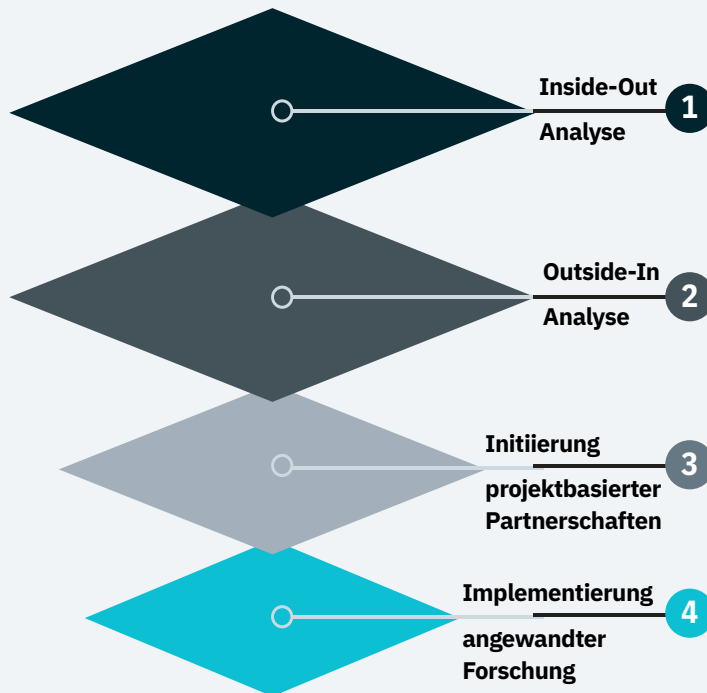 Inside-Out
Analyse
1
Outside-In
Analyse
2
Initiierung
projektbasierter
Partnerschaften
3
Implementierung
angewandter
Forschung
4